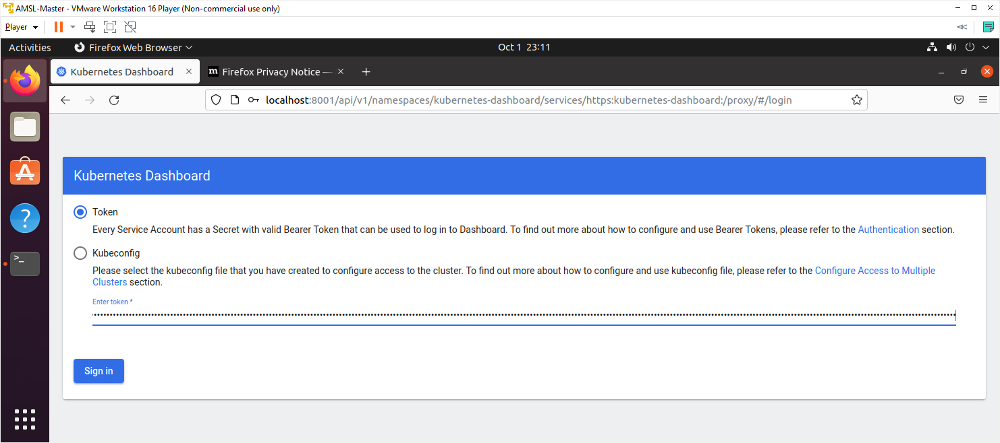 AMSL-Master - VMware Workstation 16 Player (Non-commercial use only)
Player
Activities Firefox Web Browser Oct 1 23:11
Kubernetes Dashboard Firefox Privacy Notice —
localhost:8001/api/v1/namespaces/kubernetes-dashboard/services/https:kubernetes-dashboard:/proxy/#/login
Kubernetes Dashboard
Token
Every Service Account has a Secret with valid Bearer Token that can be used to log in to Dashboard. To find out more about how to configure and use Bearer Tokens, please refer to the Authentication section.
Kubeconfig
Please select the kubeconfig file that you have created to configure access to the cluster. To find out more about how to configure and use kubeconfig file, please refer to the Configure Access to Multiple
Clusters section.
Enter token *
Sign in